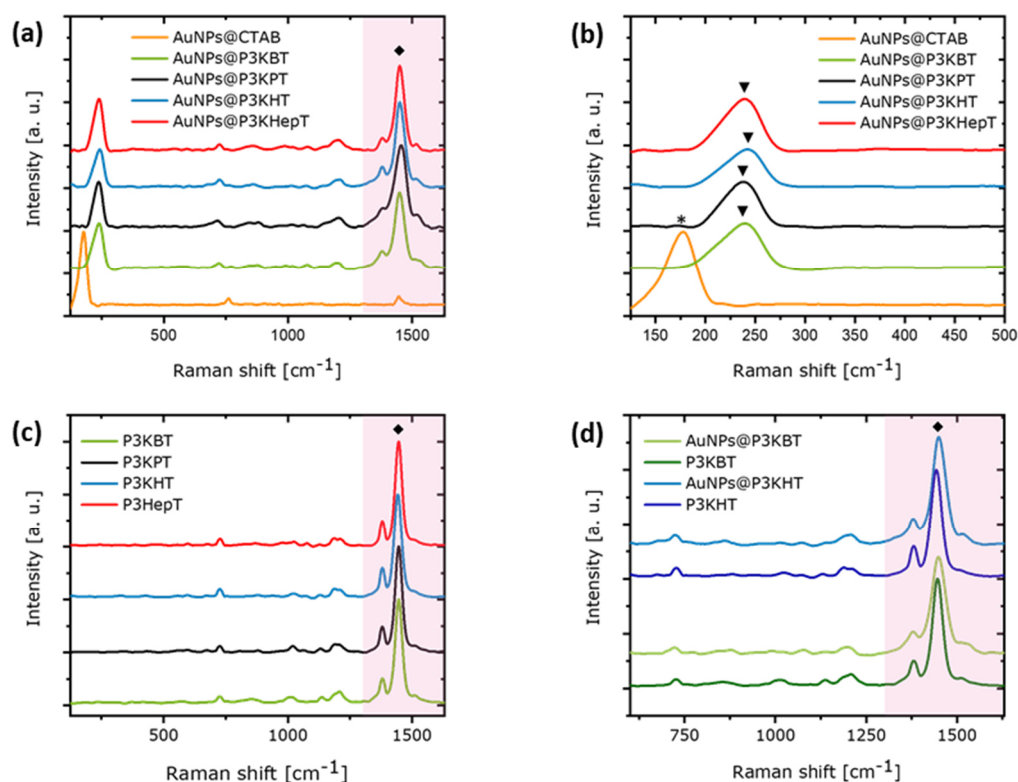 (a)
AuNPs@CTAB
AuNPs@P3KBT
AuNPs@P3KPT
AuNPs@P3KHT
AuNPs@P3KHepT
◆
Intensity [a. u.]
500
1000
1500
Raman shift [cm⁻¹]
(b)
AuNPs@CTAB
AuNPs@P3KBT
AuNPs@P3KPT
AuNPs@P3KHT
AuNPs@P3KHepT
▼
▼
▼
*
▼
Intensity [a. u.]
150
200
250
300
350
400
450
500
Raman shift [cm⁻¹]
(c)
P3KBT
P3KPT
P3KHT
P3HepT
◆
Intensity [a. u.]
500
1000
1500
Raman shift [cm⁻¹]
(d)
AuNPs@P3KBT
P3KBT
AuNPs@P3KHT
P3KHT
◆
Intensity [a. u.]
750
1000
1250
1500
Raman shift [cm⁻¹]